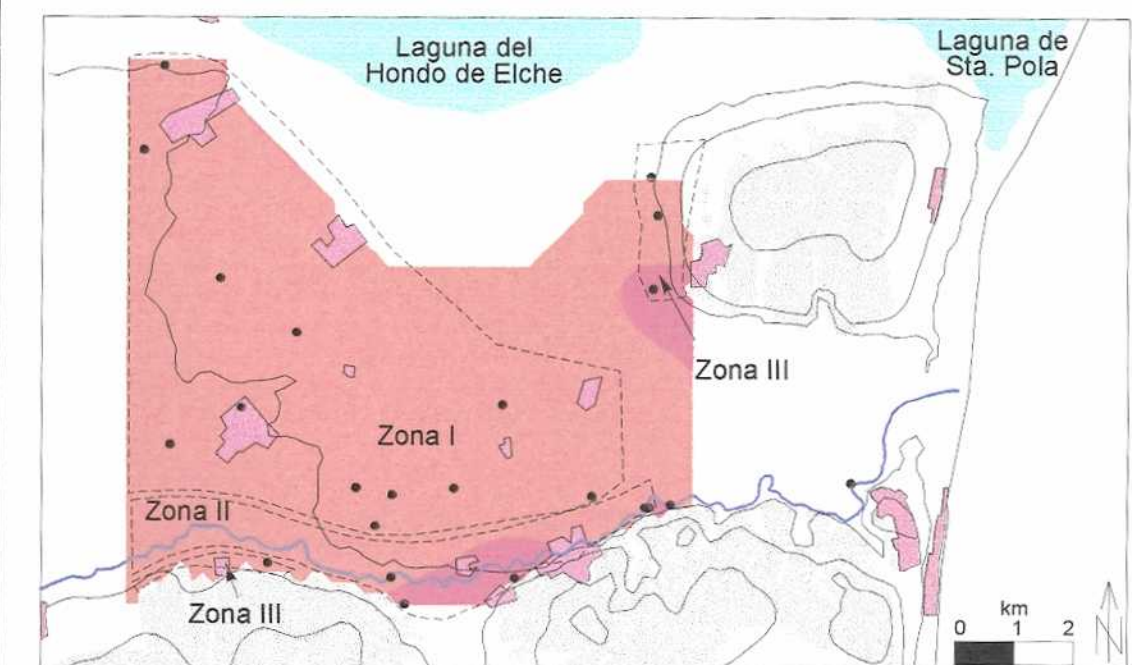 Laguna del
Hondo de Elche
Laguna de
Sta. Pola
Zona III
Zona I
Zona II
Zona III
km
0 1 2
N